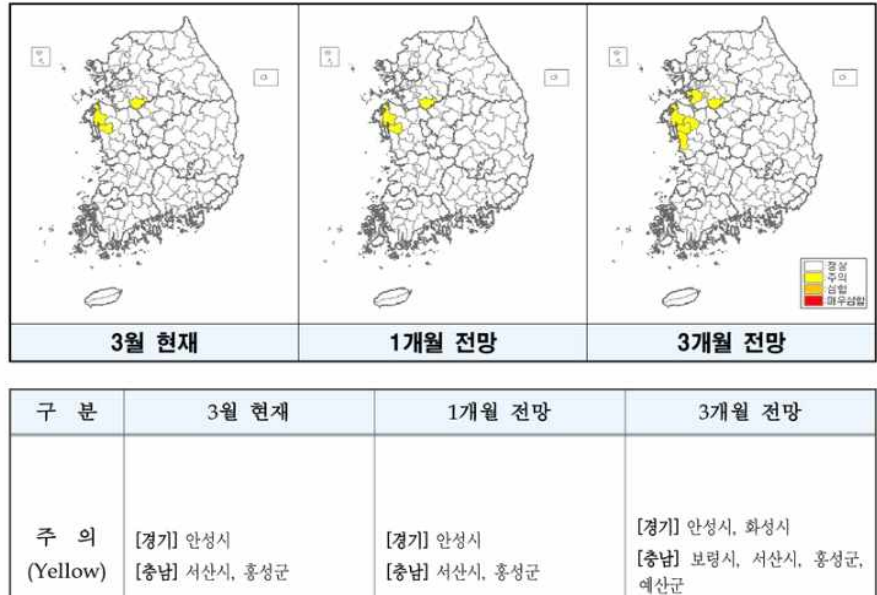 정상
주의
심함
매우심함
3월 현재
1개월 전망
3개월 전망
구 분
3월 현재
1개월 전망
3개월 전망
주 의
(Yellow)
[경기] 안성시
[충남] 서산시, 홍성군
[경기] 안성시
[충남] 서산시, 홍성군
[경기] 안성시, 화성시
[충남] 보령시, 서산시, 홍성군,
예산군